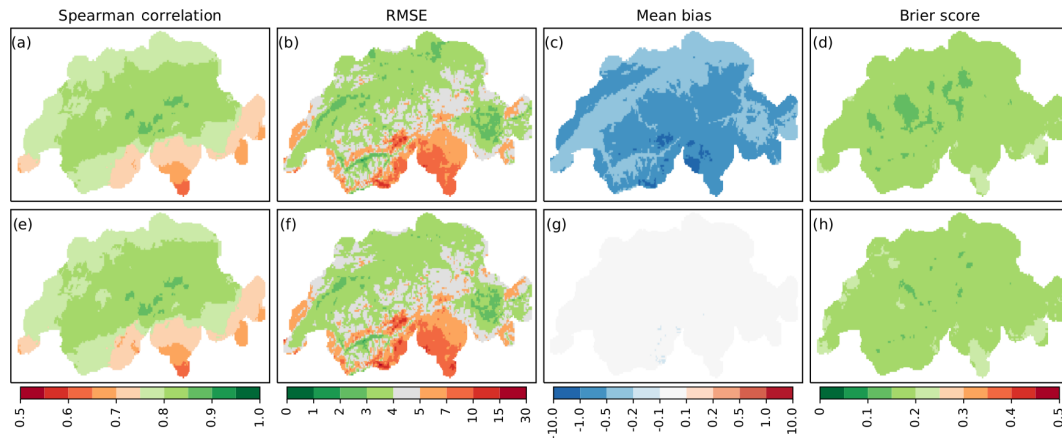 Spearman correlation RMSE Mean bias Brier score
(a) (b) (c) (d)
(e) (f) (g) (h)
0.5 0.6 0.7 0.8 0.9 1.0 0 1 2 3 4 5 7 10 15 30 -10.0 -1.0 -0.5 -0.2 -0.1 0.1 0.2 0.5 1.0 10.0 0 0.1 0.2 0.3 0.4 0.5